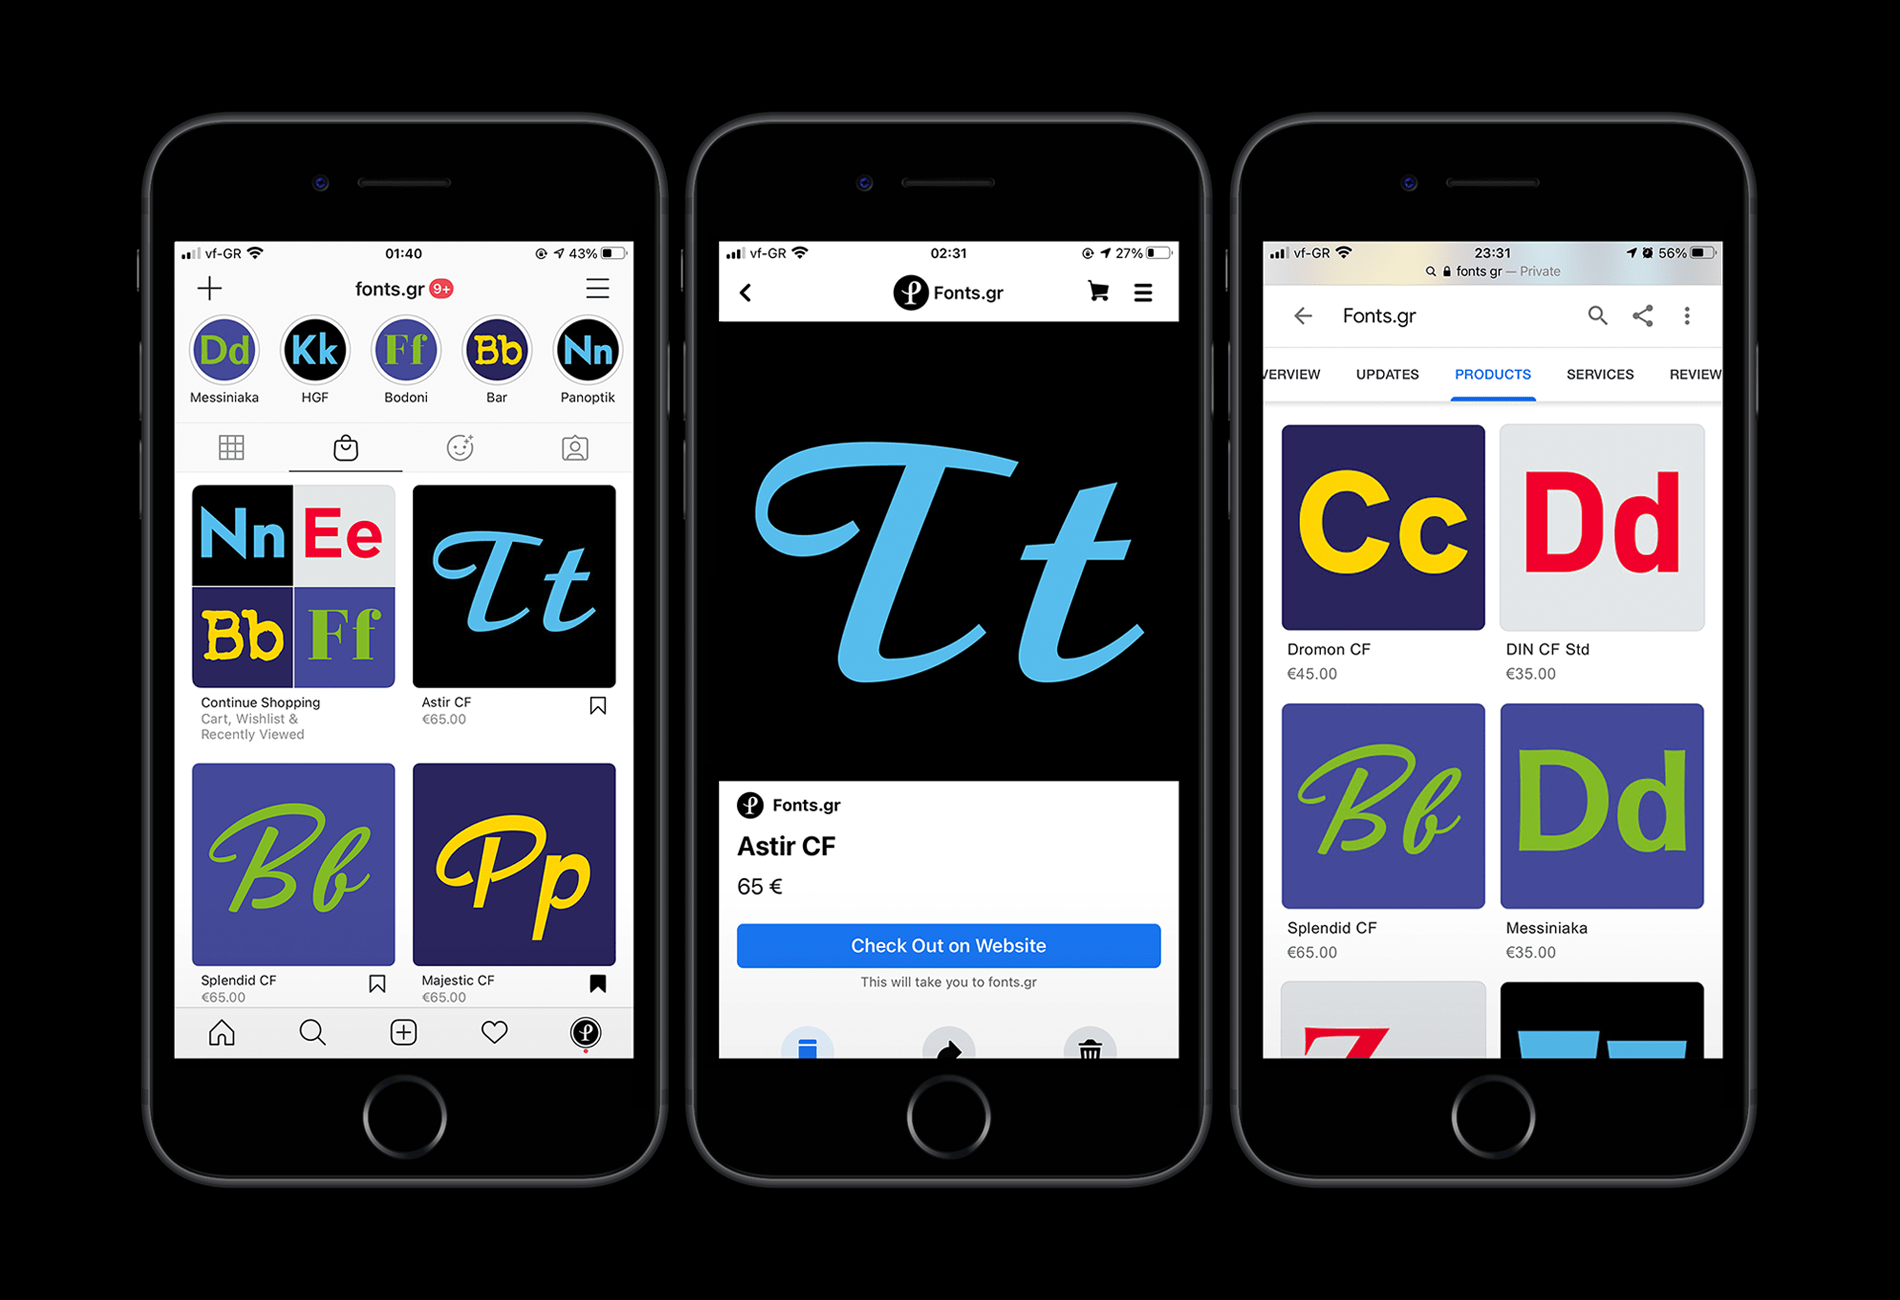 vf-GR
01:40
43%
fonts.gr 9+
Dd
Kk
Ff
Bb
Nn
Messiniaka
HGF
Bodoni
Bar
Panoptik
Nn
Ee
Bb
Ff
Tt
Continue Shopping
Cart, Wishlist &
Recently Viewed
Astir CF
€65.00
Bb
Pp
Splendid CF
€65.00
Majestic CF
€65.00
vf-GR
02:31
27%
Fonts.gr
Tt
Fonts.gr
Astir CF
65 €
Check Out on Website
This will take you to fonts.gr
vf-GR
23:31
56%
fonts gr — Private
Fonts.gr
VERVIEW
UPDATES
PRODUCTS
SERVICES
REVIEW
Cc
Dd
Dromon CF
€45.00
DIN CF Std
€35.00
Bb
Dd
Splendid CF
€65.00
Messiniaka
€35.00